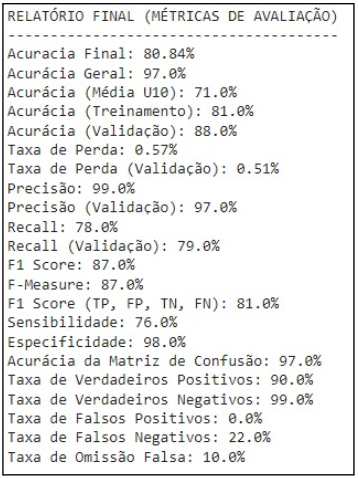 RELATÓRIO FINAL (MÉTRICAS DE AVALIAÇÃO)
---------------------------------------
Acuracia Final: 80.84%
Acurácia Geral: 97.0%
Acurácia (Média U10): 71.0%
Acurácia (Treinamento): 81.0%
Acurácia (Validação): 88.0%
Taxa de Perda: 0.57%
Taxa de Perda (Validação): 0.51%
Precisão: 99.0%
Precisão (Validação): 97.0%
Recall: 78.0%
Recall (Validação): 79.0%
F1 Score: 87.0%
F-Measure: 87.0%
F1 Score (TP, FP, TN, FN): 81.0%
Sensibilidade: 76.0%
Especificidade: 98.0%
Acurácia da Matriz de Confusão: 97.0%
Taxa de Verdadeiros Positivos: 90.0%
Taxa de Verdadeiros Negativos: 99.0%
Taxa de Falsos Positivos: 0.0%
Taxa de Falsos Negativos: 22.0%
Taxa de Omissão Falsa: 10.0%